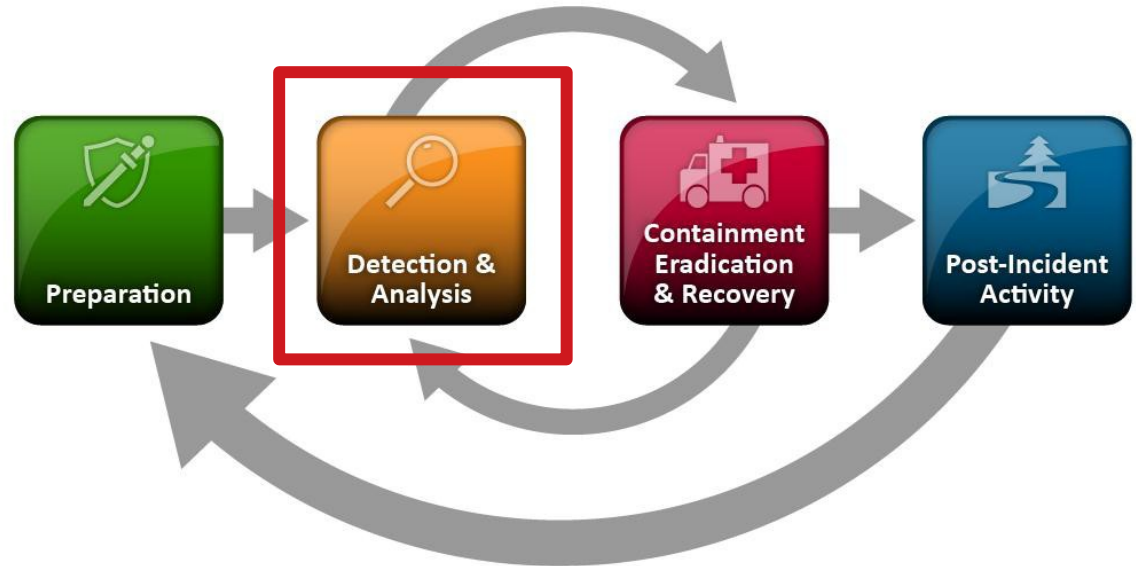 Preparation
Detection &
Analysis
Containment
Eradication
& Recovery
Post-Incident
Activity